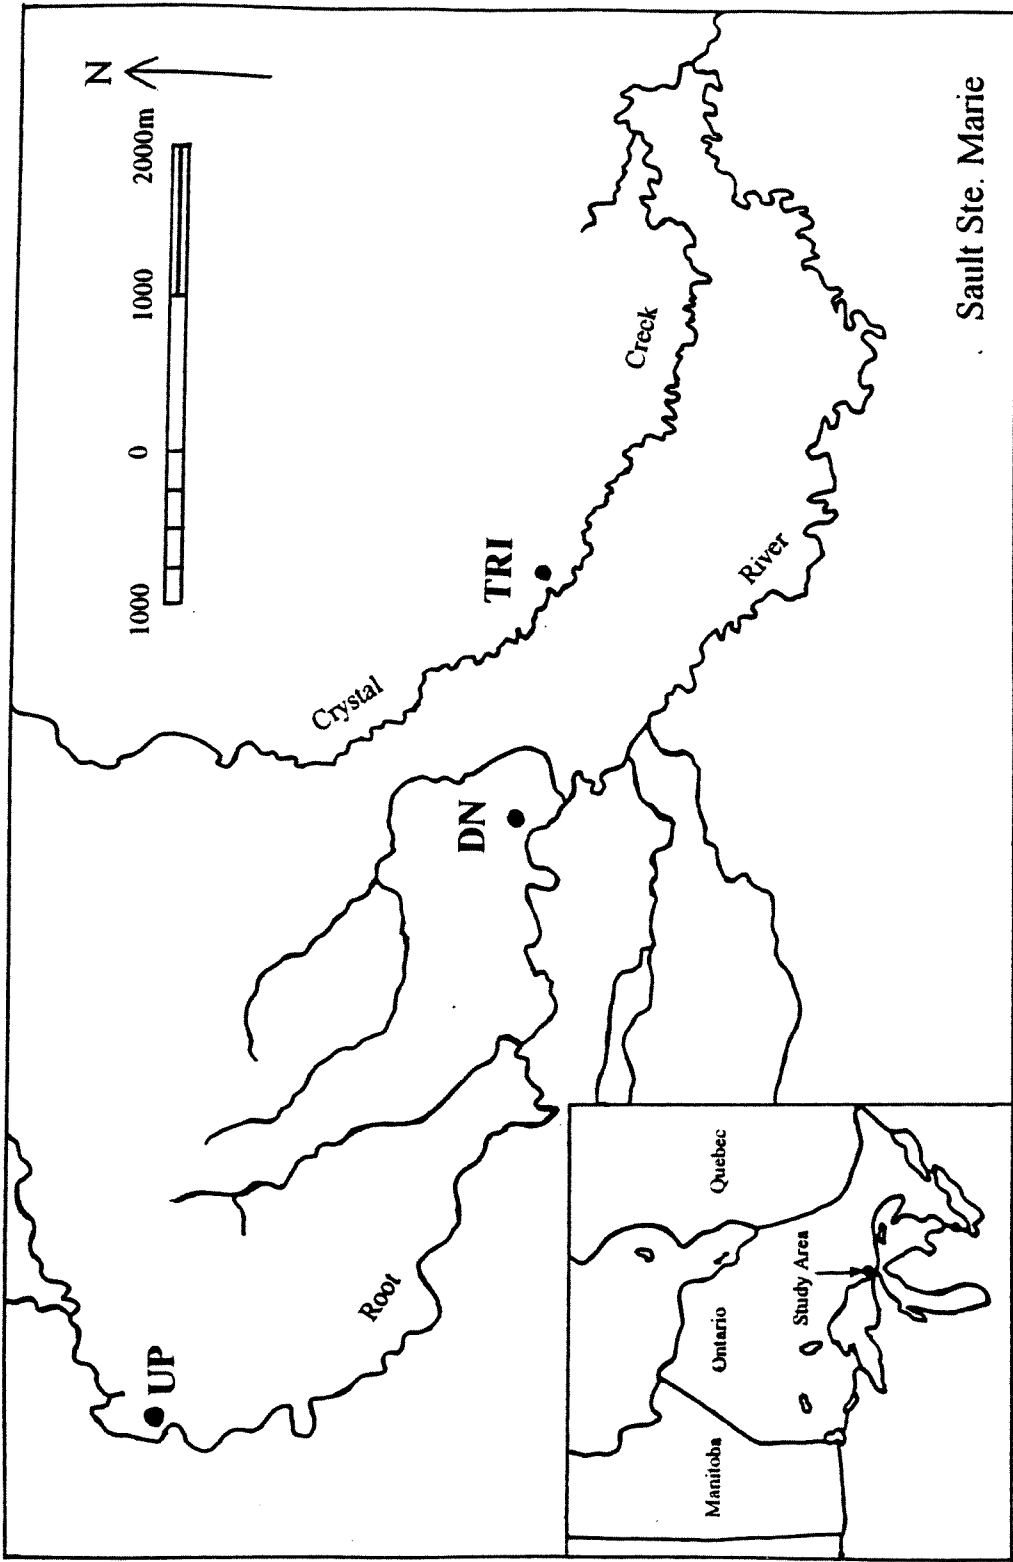 N
1000 0 1000 2000m
UP
Crystal
Root
DN
TRI
Creek
River
Manitoba
Ontario
Quebec
Study Area
Sault Ste. Marie